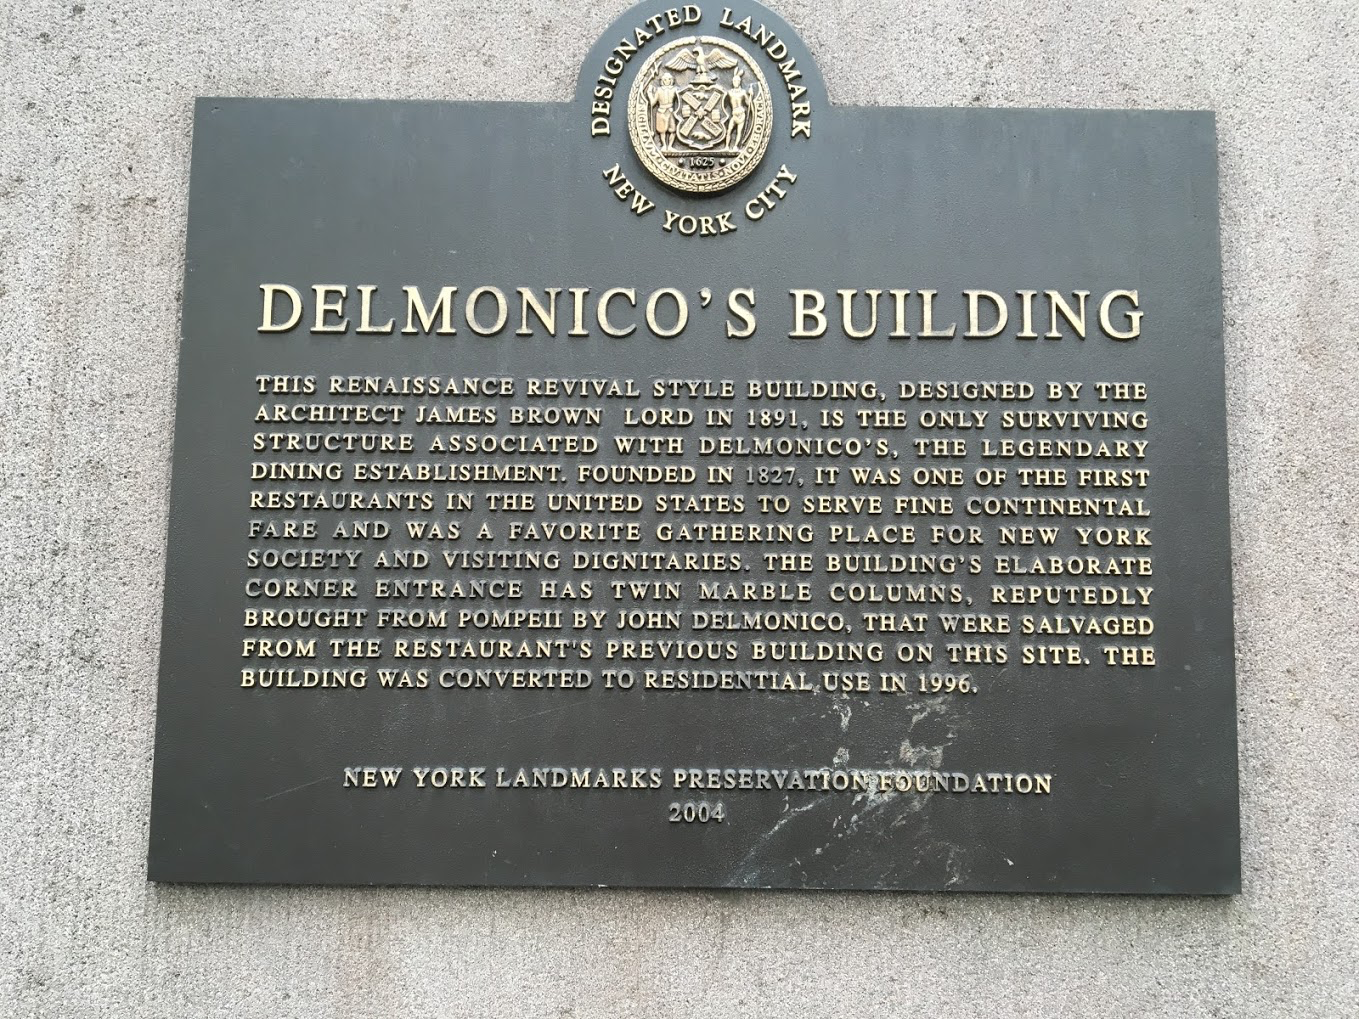 DESIGNATED LANDMARK
NEW YORK CITY
1625
DELMONICO'S BUILDING
THIS RENAISSANCE REVIVAL STYLE BUILDING, DESIGNED BY THE
ARCHITECT JAMES BROWN LORD IN 1891, IS THE ONLY SURVIVING
STRUCTURE ASSOCIATED WITH DELMONICO'S, THE LEGENDARY
DINING ESTABLISHMENT. FOUNDED IN 1827, IT WAS ONE OF THE FIRST
RESTAURANTS IN THE UNITED STATES TO SERVE FINE CONTINENTAL
FARE AND WAS A FAVORITE GATHERING PLACE FOR NEW YORK
SOCIETY AND VISITING DIGNITARIES. THE BUILDING'S ELABORATE
CORNER ENTRANCE HAS TWIN MARBLE COLUMNS, REPUTEDLY
BROUGHT FROM POMPEII BY JOHN DELMONICO, THAT WERE SALVAGED
FROM THE RESTAURANT'S PREVIOUS BUILDING ON THIS SITE. THE
BUILDING WAS CONVERTED TO RESIDENTIAL USE IN 1996.
NEW YORK LANDMARKS PRESERVATION FOUNDATION
2004